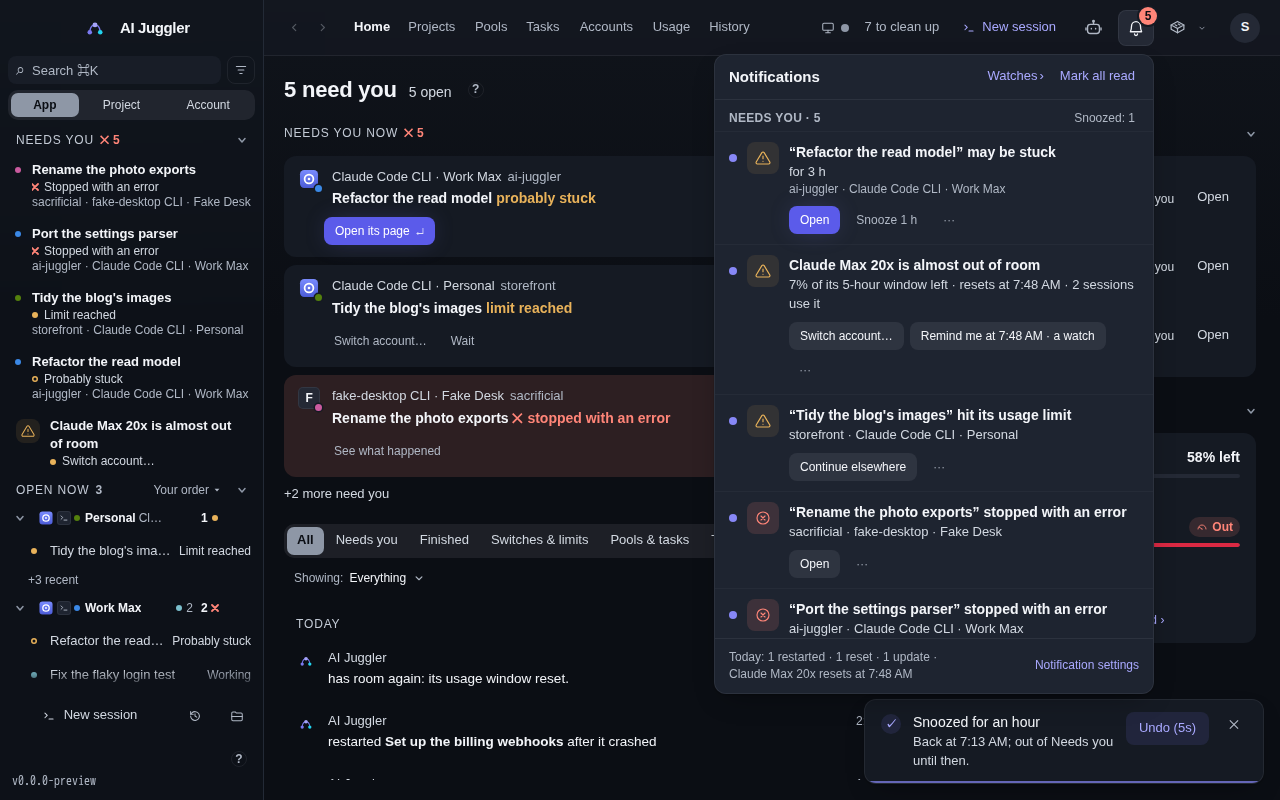 AI Juggler
Search ⌘K
App Project Account
NEEDS YOU 5
Rename the photo exports
Stopped with an error
sacrificial · fake-desktop CLI · Fake Desk
Port the settings parser
Stopped with an error
ai-juggler · Claude Code CLI · Work Max
Tidy the blog's images
Limit reached
storefront · Claude Code CLI · Personal
Refactor the read model
Probably stuck
ai-juggler · Claude Code CLI · Work Max
Claude Max 20x is almost out
of room
Switch account…
OPEN NOW 3 Your order
Personal Cl… 1
Tidy the blog's ima… Limit reached
+3 recent
Work Max 2 2
Refactor the read… Probably stuck
Fix the flaky login test Working
New session
?
v0.0.0-preview
Home Projects Pools Tasks Accounts Usage History
7 to clean up
New session
5
S
5 need you 5 open ?
NEEDS YOU NOW 5
Claude Code CLI · Work Max ai-juggler
Refactor the read model probably stuck
Open its page
Claude Code CLI · Personal storefront
Tidy the blog's images limit reached
Switch account… Wait
F
fake-desktop CLI · Fake Desk sacrificial
Rename the photo exports stopped with an error
See what happened
+2 more need you
All Needs you Finished Switches & limits Pools & tasks
Showing: Everything
TODAY
AI Juggler
has room again: its usage window reset.
AI Juggler
restarted Set up the billing webhooks after it crashed
you Open
you Open
you Open
58% left
Out
Notifications Watches › Mark all read
NEEDS YOU · 5 Snoozed: 1
“Refactor the read model” may be stuck
for 3 h
ai-juggler · Claude Code CLI · Work Max
Open Snooze 1 h …
Claude Max 20x is almost out of room
7% of its 5-hour window left · resets at 7:48 AM · 2 sessions
use it
Switch account… Remind me at 7:48 AM · a watch
…
“Tidy the blog's images” hit its usage limit
storefront · Claude Code CLI · Personal
Continue elsewhere …
“Rename the photo exports” stopped with an error
sacrificial · fake-desktop · Fake Desk
Open …
“Port the settings parser” stopped with an error
ai-juggler · Claude Code CLI · Work Max
Today: 1 restarted · 1 reset · 1 update ·
Claude Max 20x resets at 7:48 AM
Notification settings
Snoozed for an hour
Back at 7:13 AM; out of Needs you
until then.
Undo (5s)